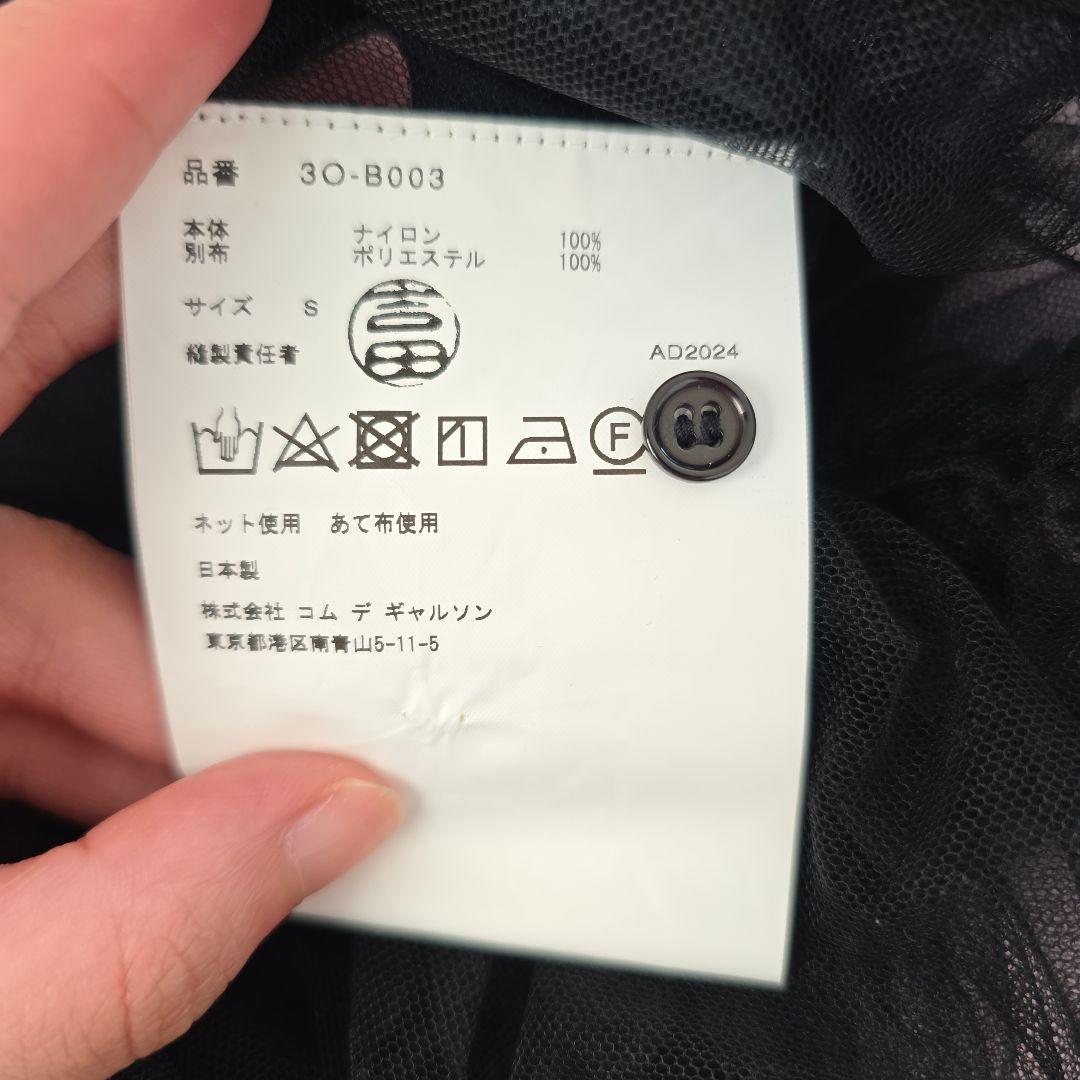 品番 3O-B003
本体 ナイロン 100%
別布 ポリエステル 100%
サイズ S
縫製責任者 吉田
AD2024
F
ネット使用 あて布使用
日本製
株式会社 コム デ ギャルソン
東京都港区南青山5-11-5